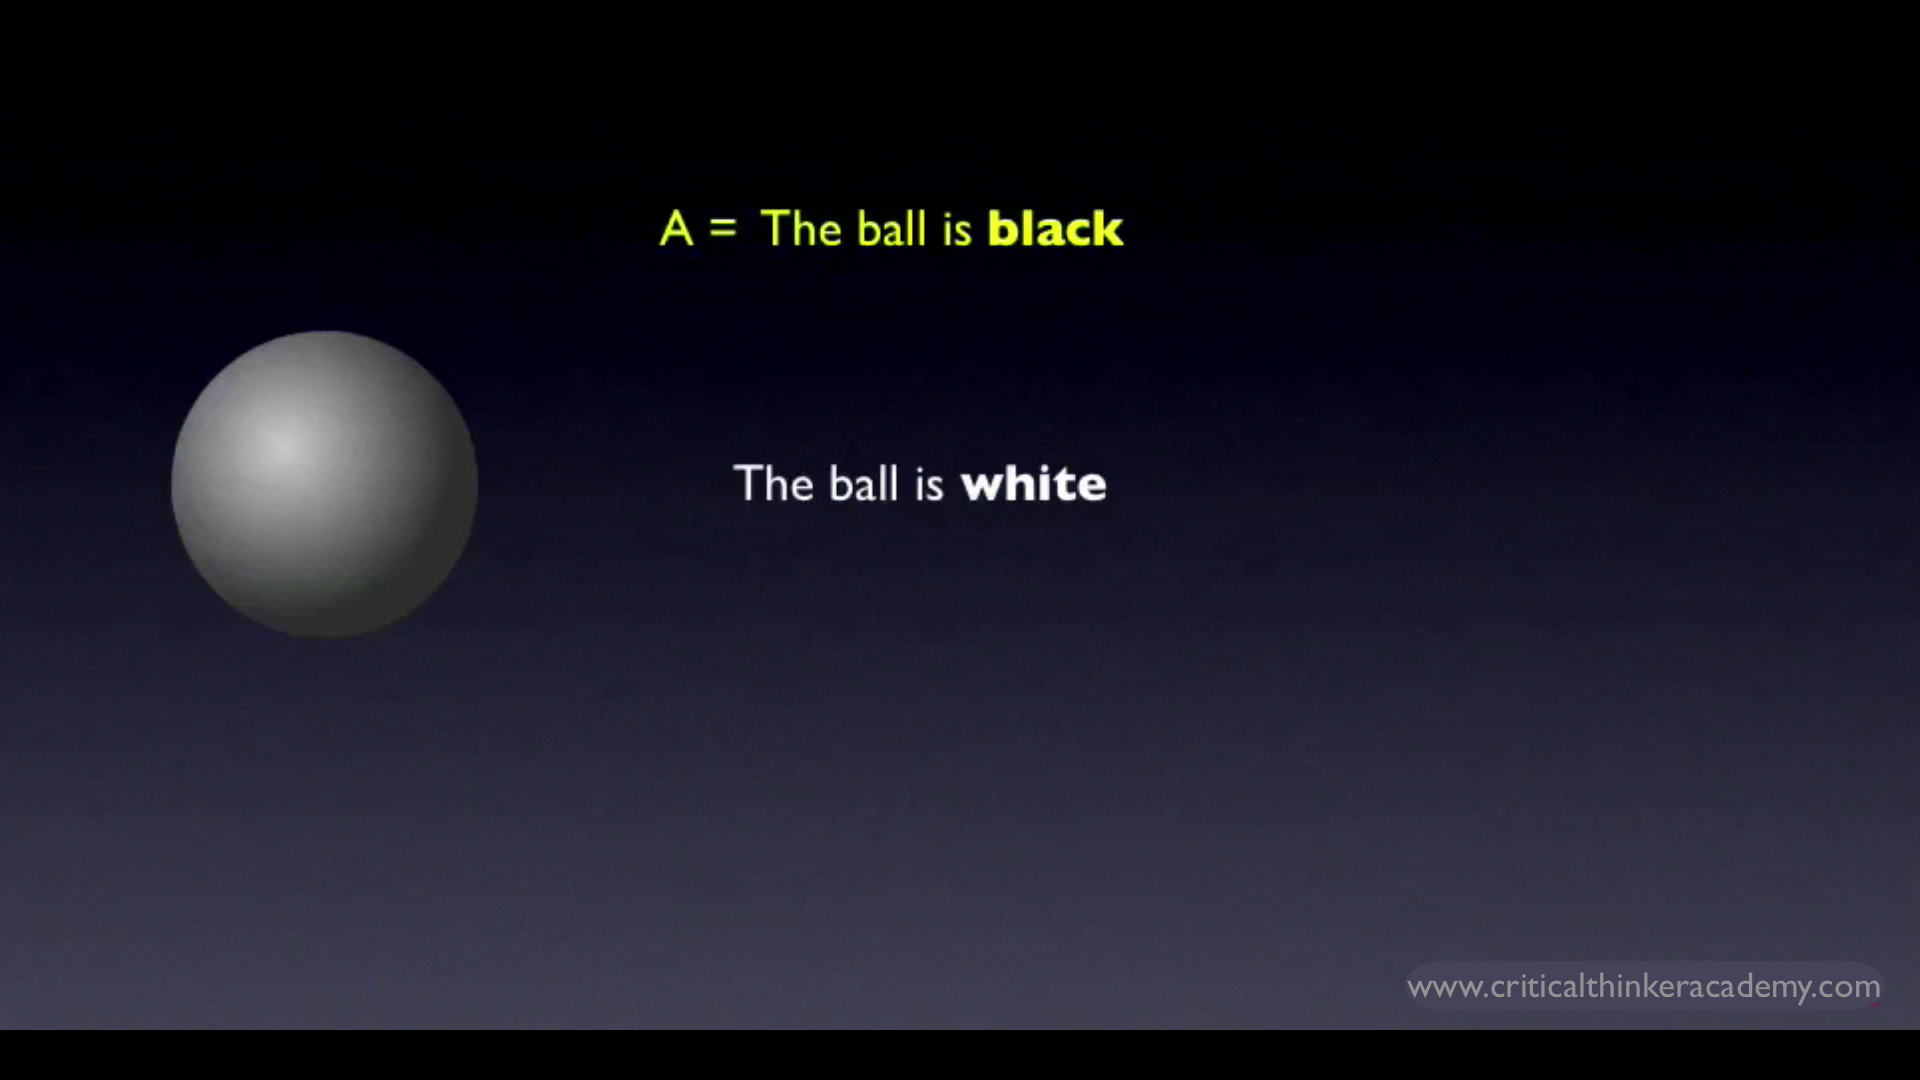 A = The ball is black
The ball is white
www.criticalthinkeracademy.com